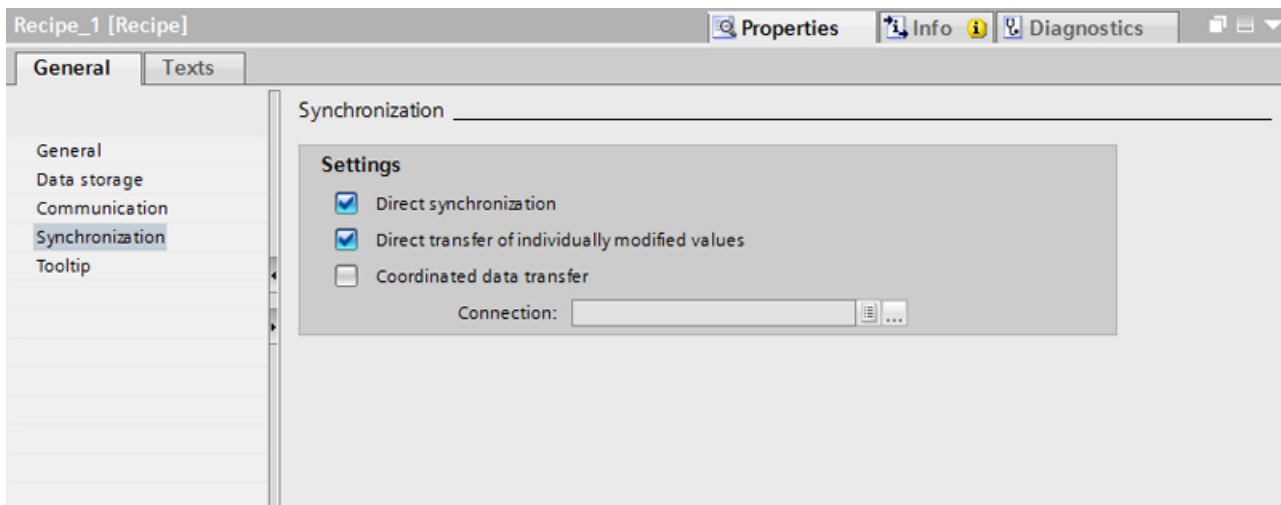 Recipe_1 [Recipe] Properties Info Diagnostics
General Texts
Synchronization
General
Data storage
Communication
Synchronization
Tooltip
Settings
Direct synchronization
Direct transfer of individually modified values
Coordinated data transfer
Connection: ...